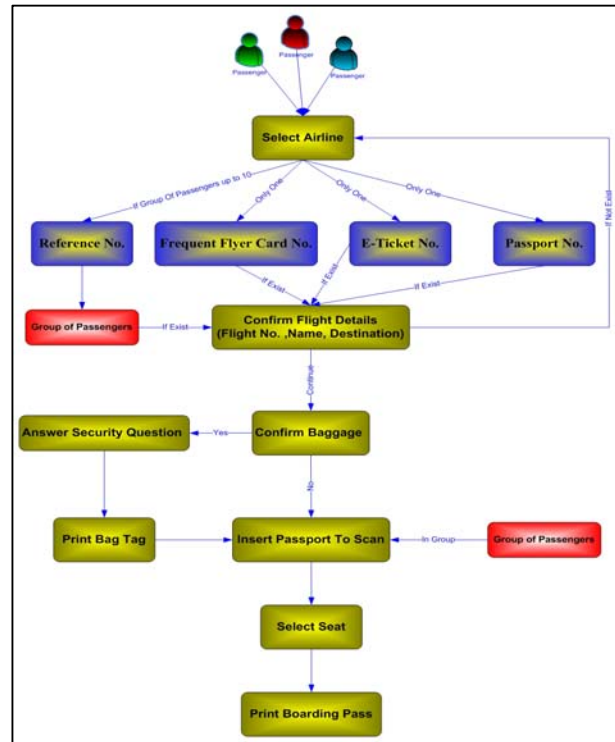 Passenger
Passenger
Passenger
Select Airline
If Group Of Passengers up to 10
Only One
Only One
Only One
If Not Exist
Reference No.
Frequent Flyer Card No.
E-Ticket No.
Passport No.
If Exist
If Exist
If Exist
Group of Passengers
If Exist
Confirm Flight Details
(Flight No. ,Name, Destination)
Continue
Answer Security Question
Yes
Confirm Baggage
No
Print Bag Tag
Insert Passport To Scan
In Group
Group of Passengers
Select Seat
Print Boarding Pass